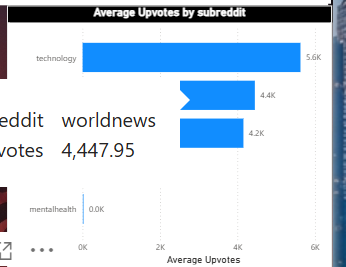 Average Upvotes by subreddit
technology 5.6K
4.4K
eddit worldnews
4.2K
votes 4,447.95
mentalhealth 0.0K
0K 2K 4K 6K
Average Upvotes